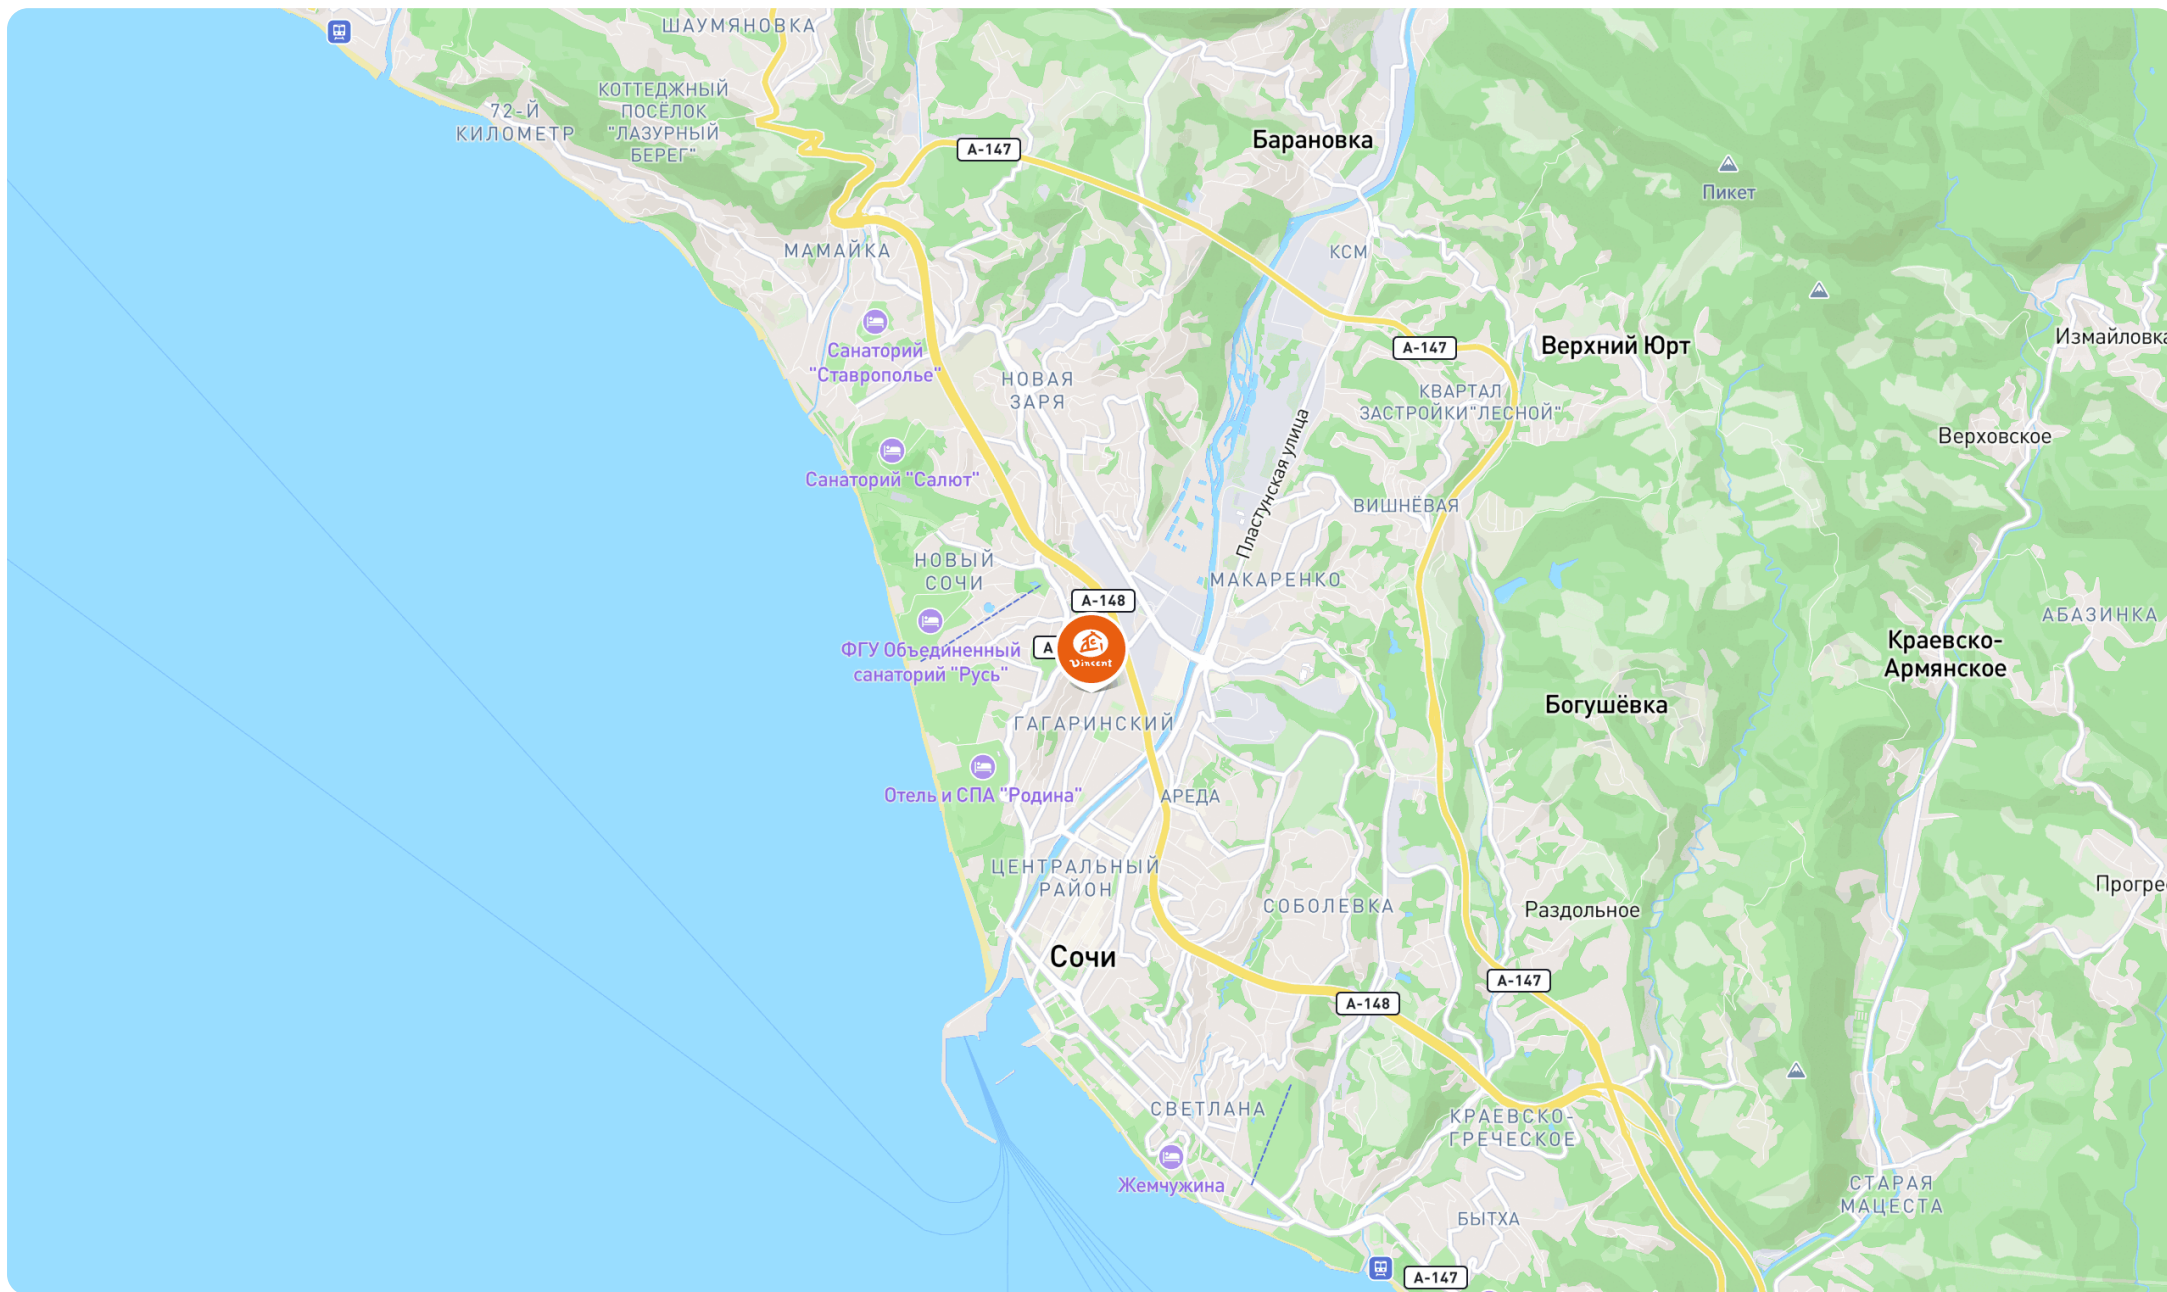 ШАУМЯНОВКА
КОТТЕДЖНЫЙ
ПОСЁЛОК
"ЛАЗУРНЫЙ
БЕРЕГ"
72-Й
КИЛОМЕТР
А-147
Барановка
Пикет
МАМАЙКА
КСМ
Санаторий
"Ставрополье"
НОВАЯ
ЗАРЯ
А-147
Верхний Юрт
Измайловка
КВАРТАЛ
ЗАСТРОЙКИ"ЛЕСНОЙ"
Верховское
Санаторий "Салют"
Пластунская улица
ВИШНЁВАЯ
НОВЫЙ
СОЧИ
МАКАРЕНКО
А-148
АБАЗИНКА
А
Vincent
ФГУ Объединенный
санаторий "Русь"
Краевско-
Армянское
Богушёвка
ГАГАРИНСКИЙ
Отель и СПА "Родина"
АРЕДА
ЦЕНТРАЛЬНЫЙ
РАЙОН
СОБОЛЕВКА
Раздольное
Прогре
Сочи
А-147
А-148
СВЕТЛАНА
КРАЕВСКО-
ГРЕЧЕСКОЕ
Жемчужина
БЫТХА
СТАРАЯ
МАЦЕСТА
А-147